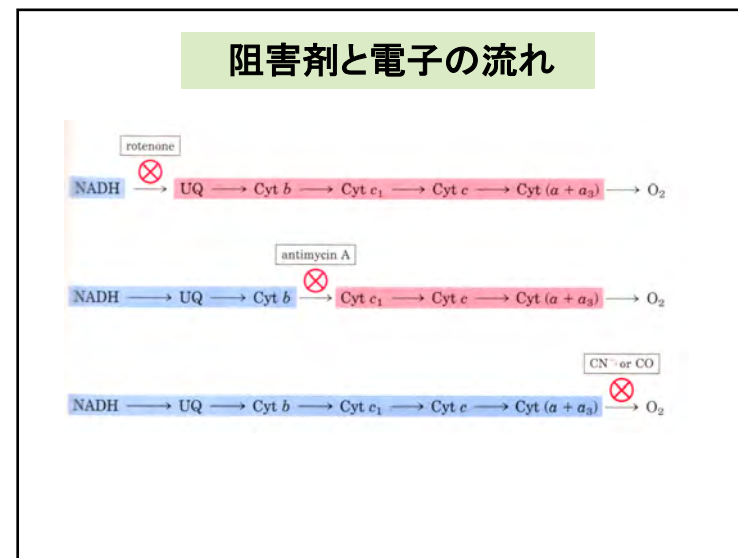 阻害剤と電子の流れ
rotenone
NADH → UQ → Cyt b → Cyt c₁ → Cyt c → Cyt (a + a₃) → O₂
antimycin A
NADH → UQ → Cyt b → Cyt c₁ → Cyt c → Cyt (a + a₃) → O₂
CN⁻ or CO
NADH → UQ → Cyt b → Cyt c₁ → Cyt c → Cyt (a + a₃) → O₂